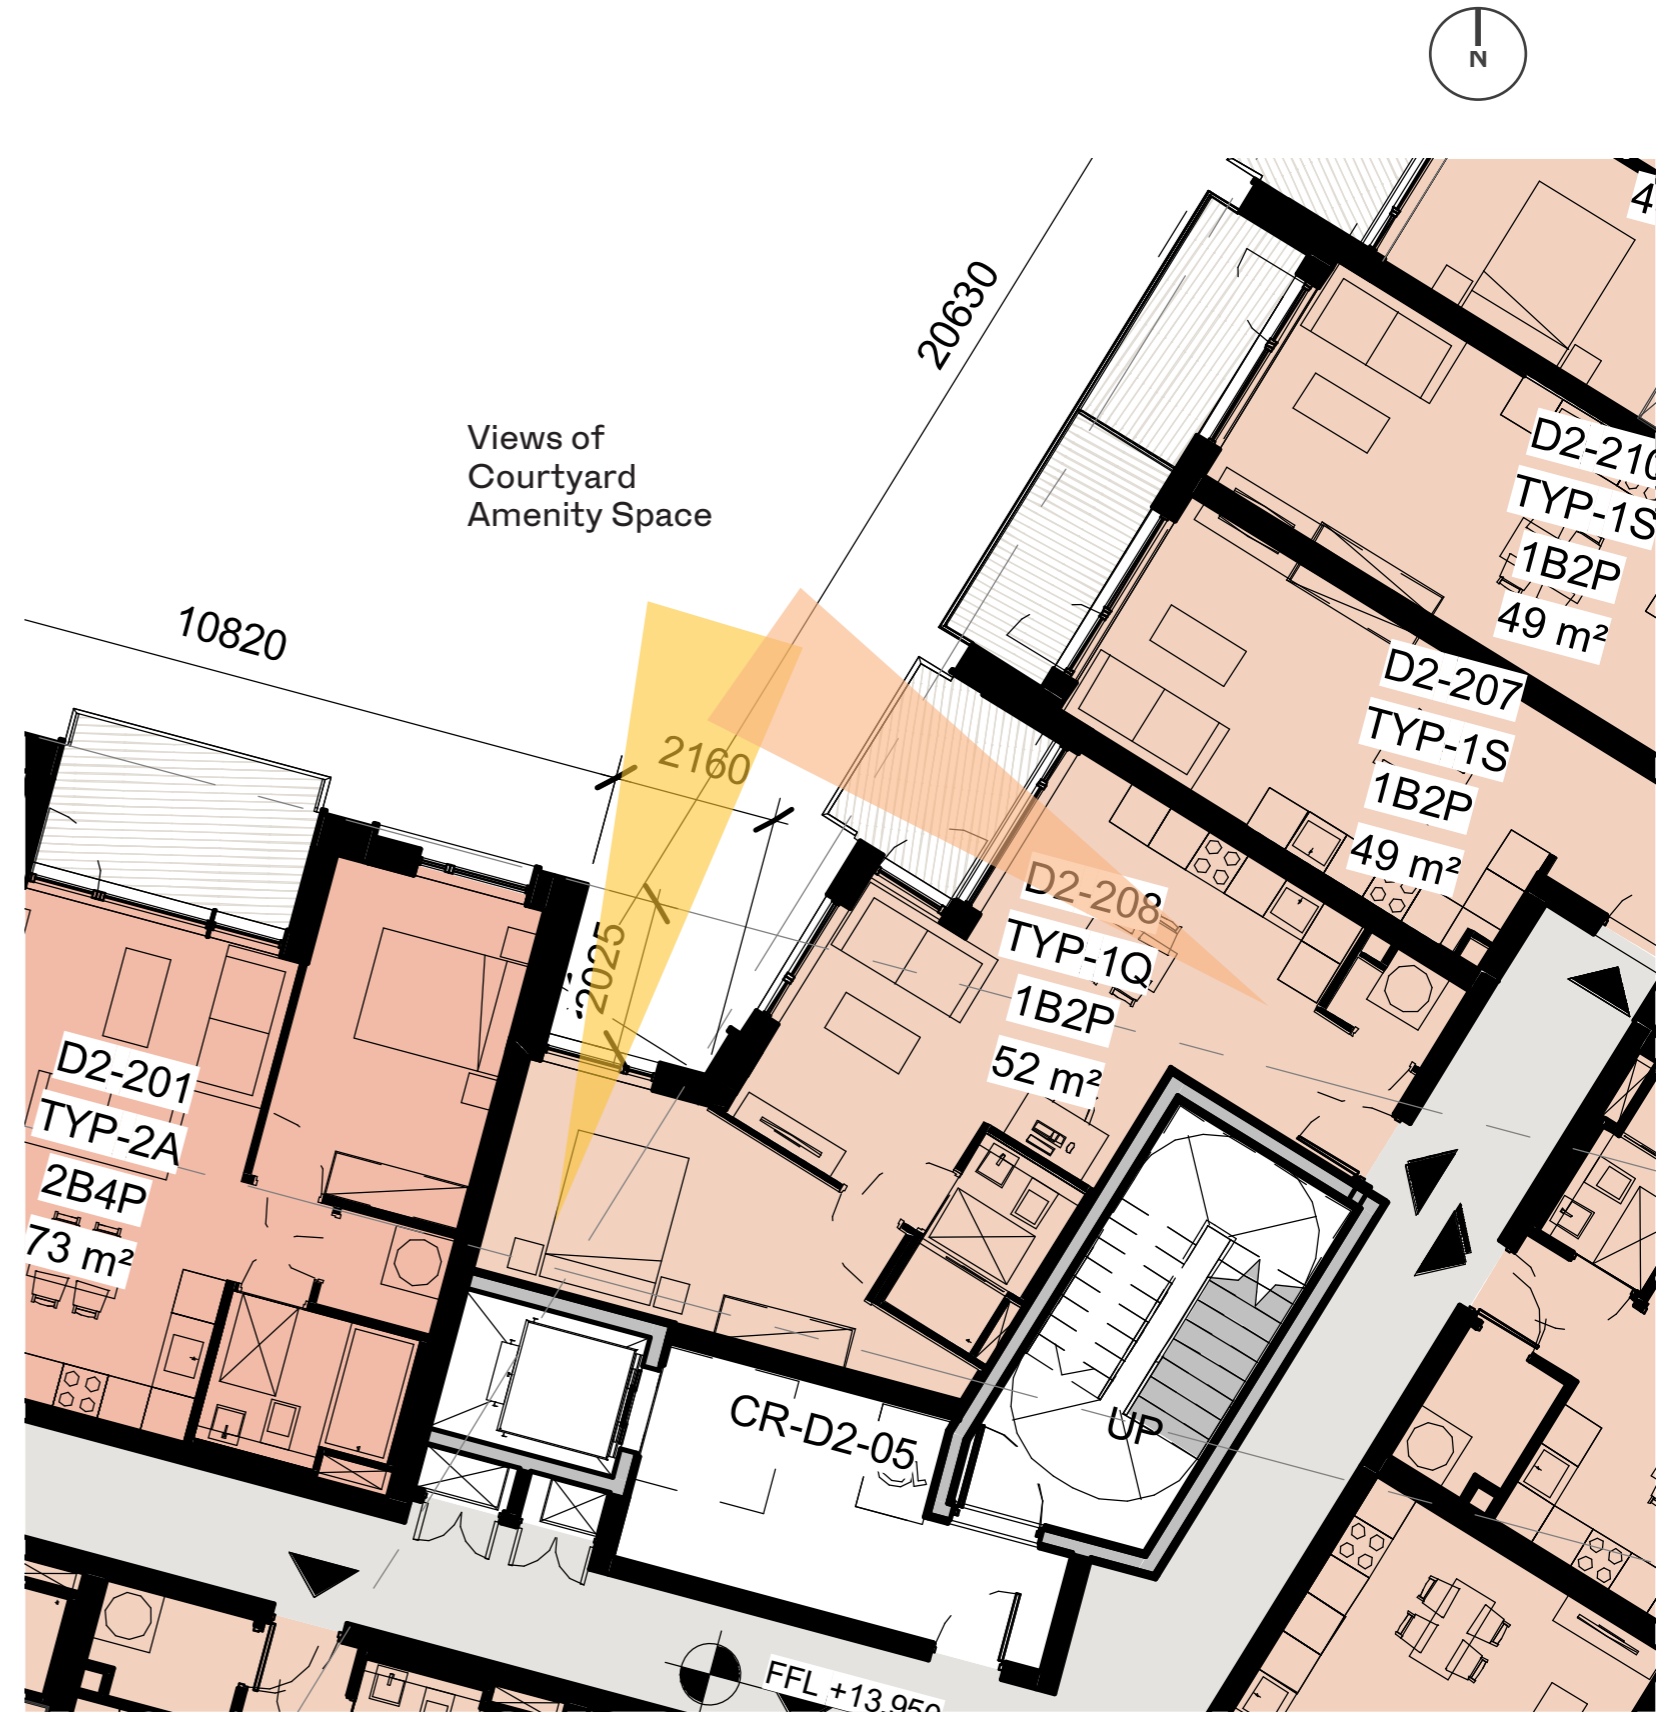 N
20630
Views of
Courtyard
Amenity Space
10820
2160
2025
D2-210
TYP-1S
1B2P
49 m²
D2-207
TYP-1S
1B2P
49 m²
D2-208
TYP-1Q
1B2P
52 m²
D2-201
TYP-2A
2B4P
73 m²
CR-D2-05
UP
FFL +13.950